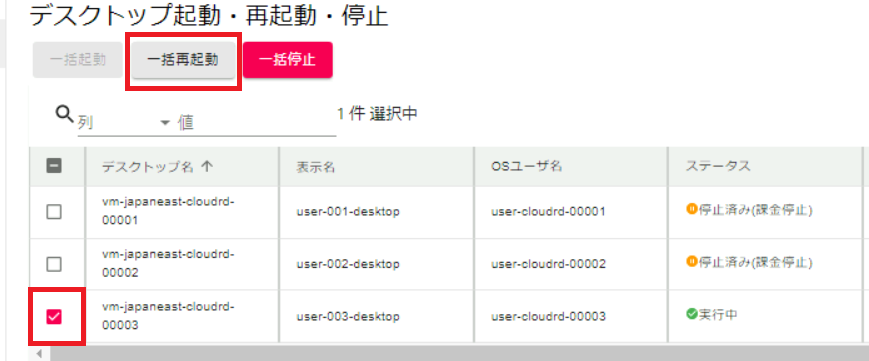 デスクトップ起動・再起動・停止
一括起動 一括再起動 一括停止
列 値 1 件 選択中
デスクトップ名 表示名 OSユーザ名 ステータス
vm-japaneast-cloudrd-
00001 user-001-desktop user-cloudrd-00001 停止済み(課金停止)
vm-japaneast-cloudrd-
00002 user-002-desktop user-cloudrd-00002 停止済み(課金停止)
vm-japaneast-cloudrd-
00003 user-003-desktop user-cloudrd-00003 実行中